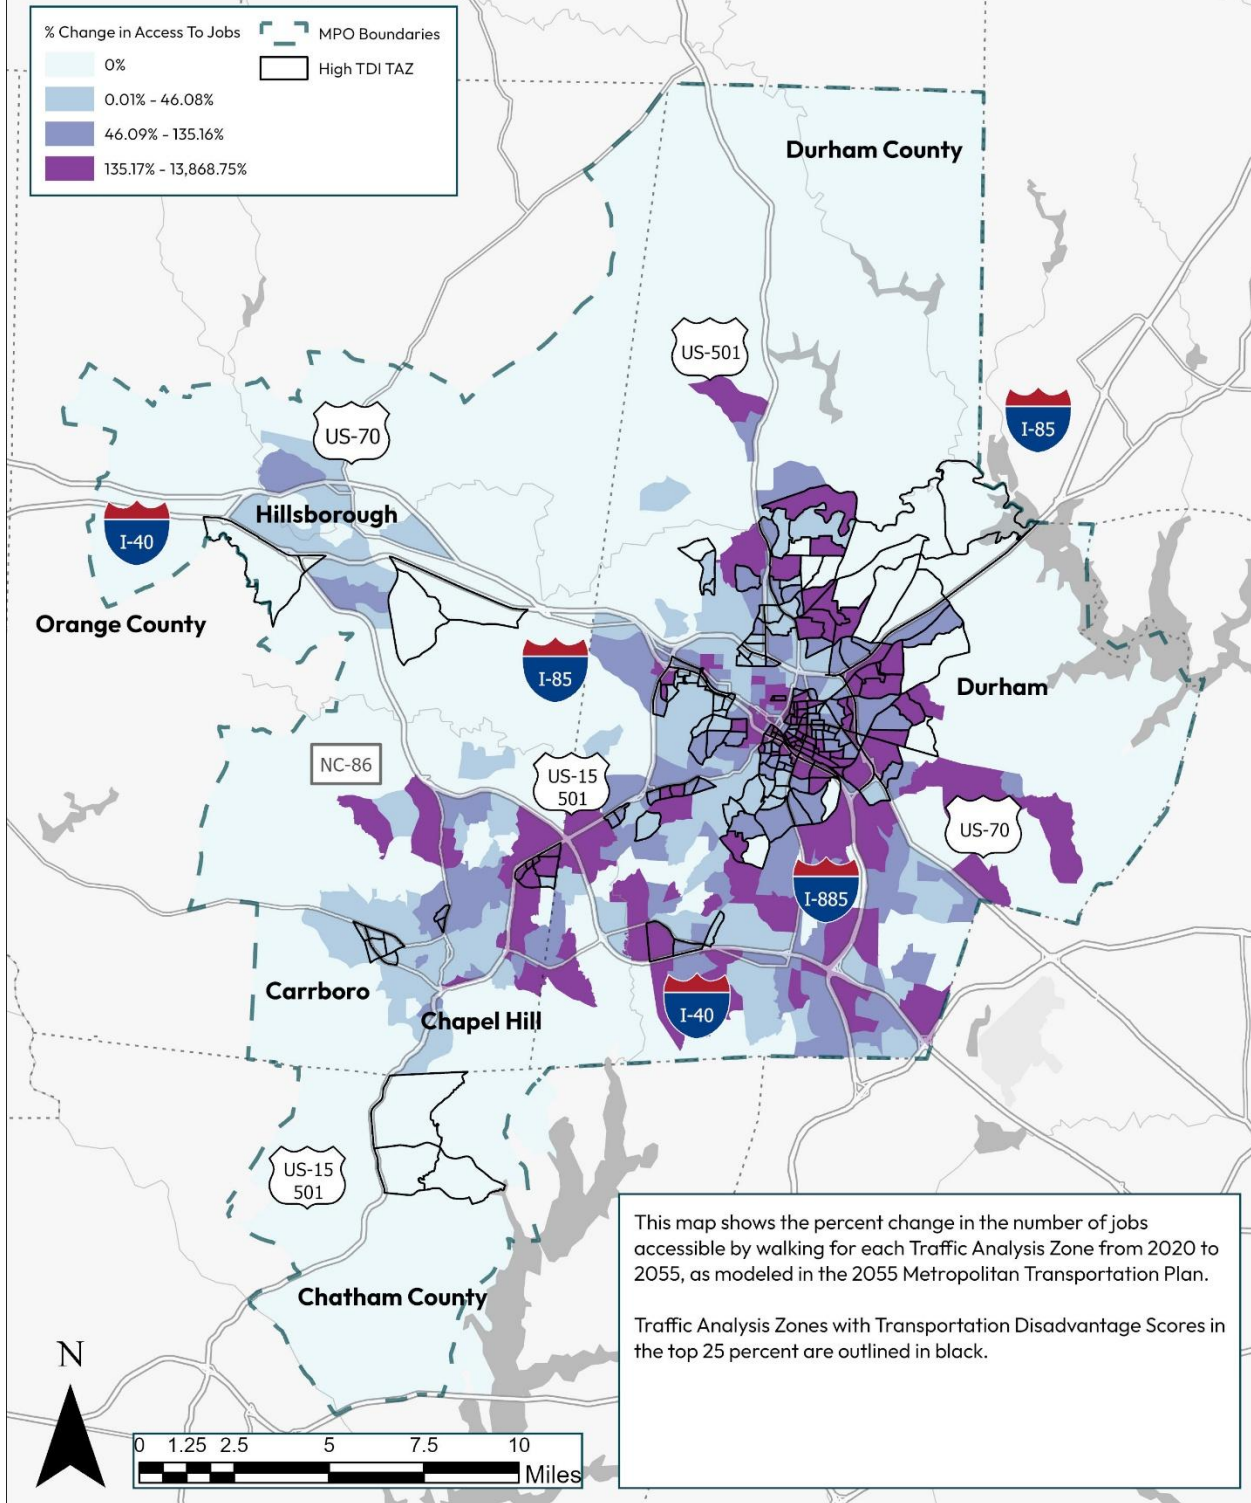 % Change in Access To Jobs
0%
0.01% - 46.08%
46.09% - 135.16%
135.17% - 13,868.75%
MPO Boundaries
High TDI TAZ
Durham County
US-501
I-85
US-70
Hillsborough
I-40
Orange County
I-85
Durham
NC-86
US-15
501
US-70
I-885
Carrboro
Chapel Hill
I-40
US-15
501
Chatham County
This map shows the percent change in the number of jobs
accessible by walking for each Traffic Analysis Zone from 2020 to
2055, as modeled in the 2055 Metropolitan Transportation Plan.
Traffic Analysis Zones with Transportation Disadvantage Scores in
the top 25 percent are outlined in black.
N
0 1.25 2.5 5 7.5 10
Miles